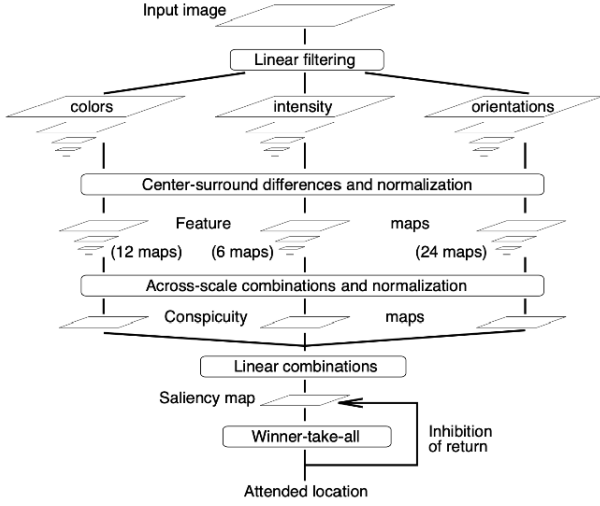 Input image
Linear filtering
colors intensity orientations
Center-surround differences and normalization
Feature maps
(12 maps) (6 maps) (24 maps)
Across-scale combinations and normalization
Conspicuity maps
Linear combinations
Saliency map
Winner-take-all
Inhibition
of return
Attended location